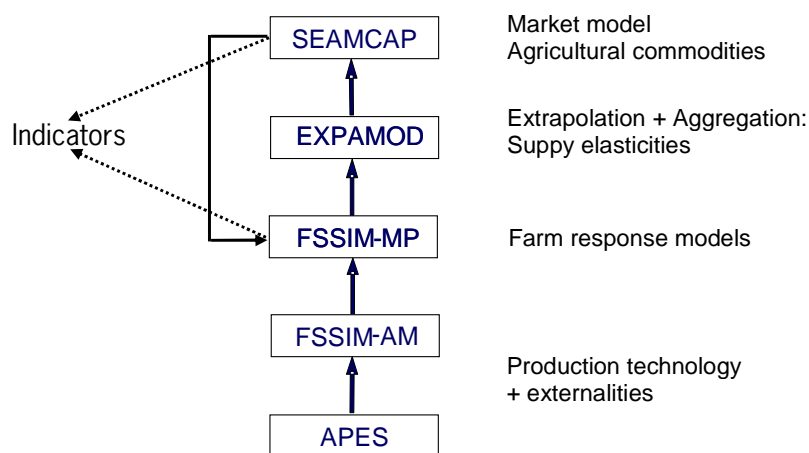 SEAMCAP
Market model
Agricultural commodities
Indicators
EXPAMOD
Extrapolation + Aggregation:
Suppy elasticities
FSSIM-MP
Farm response models
FSSIM-AM
Production technology
+ externalities
APES